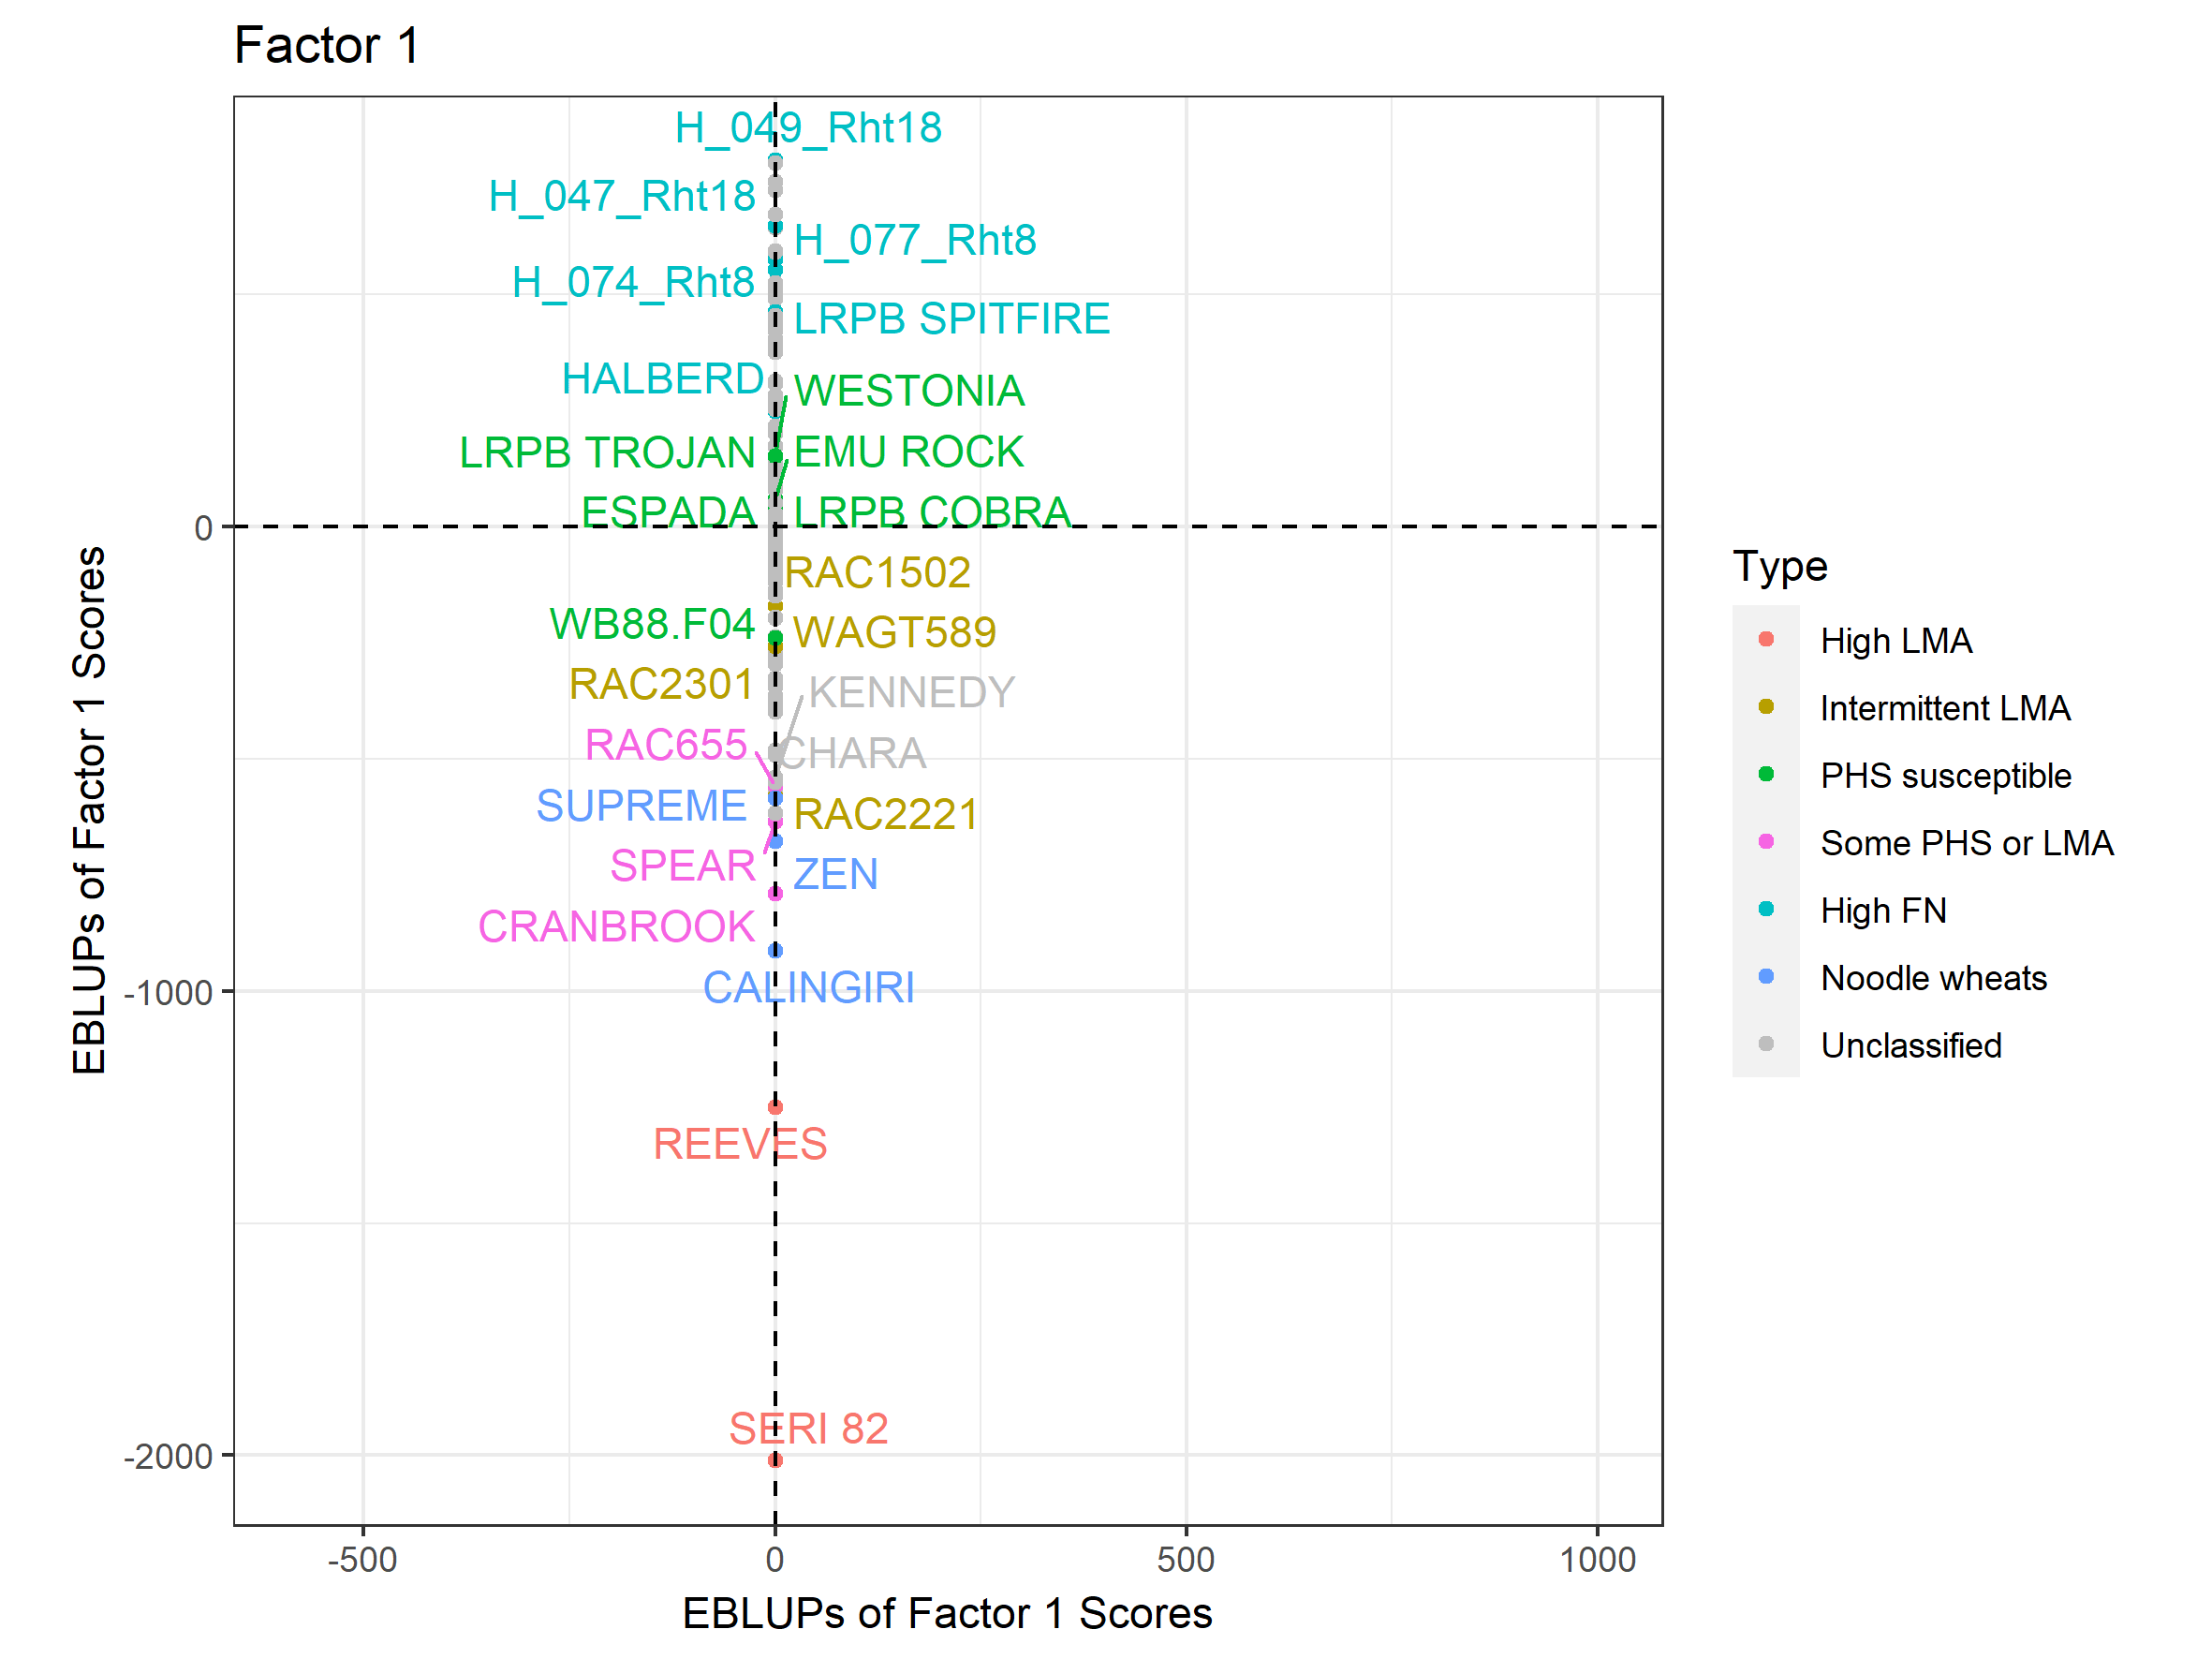 Factor 1
H_049_Rht18
H_047_Rht18
H_077_Rht8
H_074_Rht8
LRPB SPITFIRE
HALBERD
WESTONIA
LRPB TROJAN
EMU ROCK
ESPADA
LRPB COBRA
RAC1502
WB88.F04
WAGT589
RAC2301
KENNEDY
RAC655
CHARA
SUPREME
RAC2221
SPEAR
ZEN
CRANBROOK
CALINGIRI
REEVES
SERI 82
0
-1000
-2000
-500
0
500
1000
EBLUPs of Factor 1 Scores
EBLUPs of Factor 1 Scores
Type
High LMA
Intermittent LMA
PHS susceptible
Some PHS or LMA
High FN
Noodle wheats
Unclassified